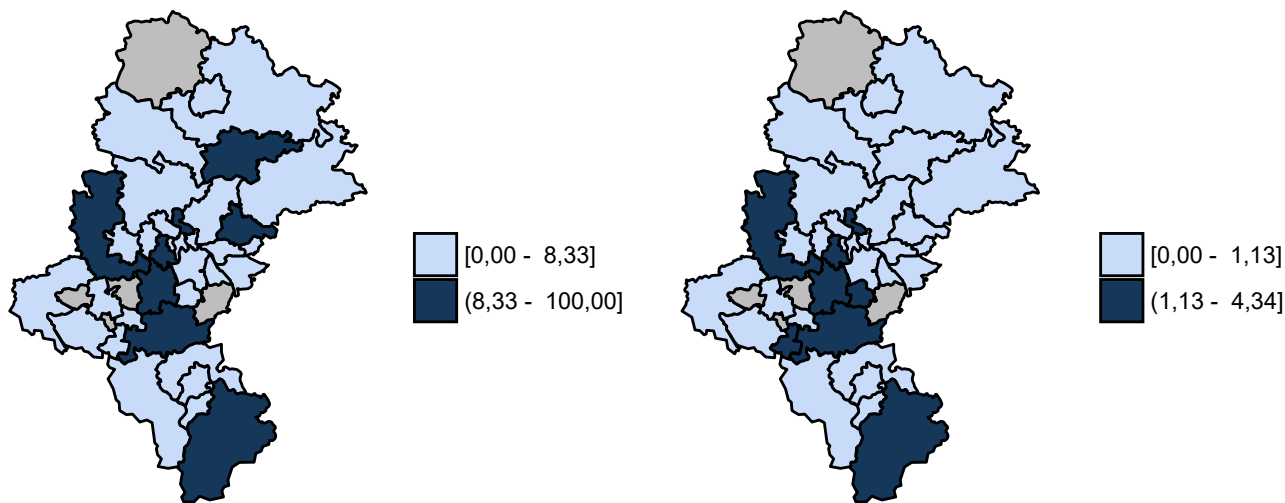 [0,00 -  8,33]
(8,33 -  100,00]
[0,00 -  1,13]
(1,13 -  4,34]